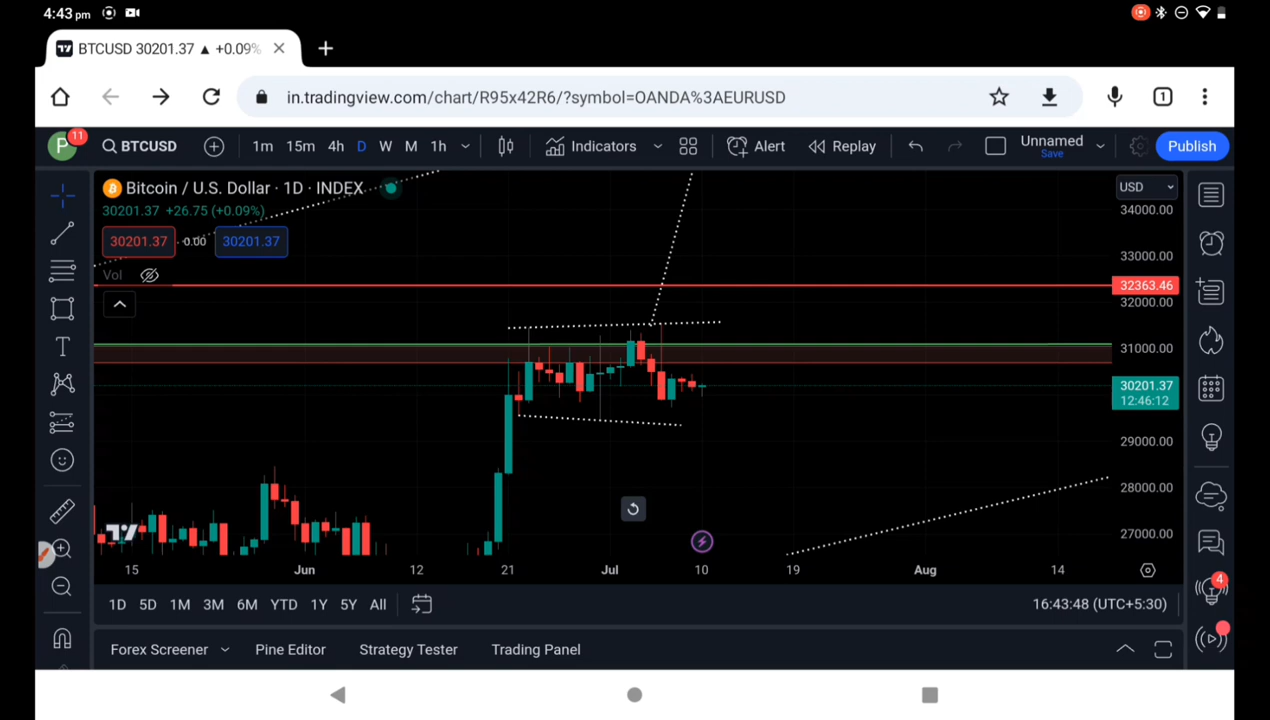 4:43 pm
BTCUSD 30201.37 ▲ +0.09%
in.tradingview.com/chart/R95x42R6/?symbol=OANDA%3AEURUSD
1
P 11 BTCUSD 1m 15m 4h D W M 1h Indicators Alert Replay Unnamed Save Publish
Bitcoin / U.S. Dollar · 1D · INDEX
USD
30201.37 +26.75 (+0.09%)
34000.00
30201.37 0.00 30201.37
33000.00
Vol
32363.46
32000.00
31000.00
30201.37
12:46:12
29000.00
28000.00
27000.00
15 Jun 12 21 Jul 10 19 Aug 14
4
1D 5D 1M 3M 6M YTD 1Y 5Y All
16:43:48 (UTC+5:30)
Forex Screener Pine Editor Strategy Tester Trading Panel